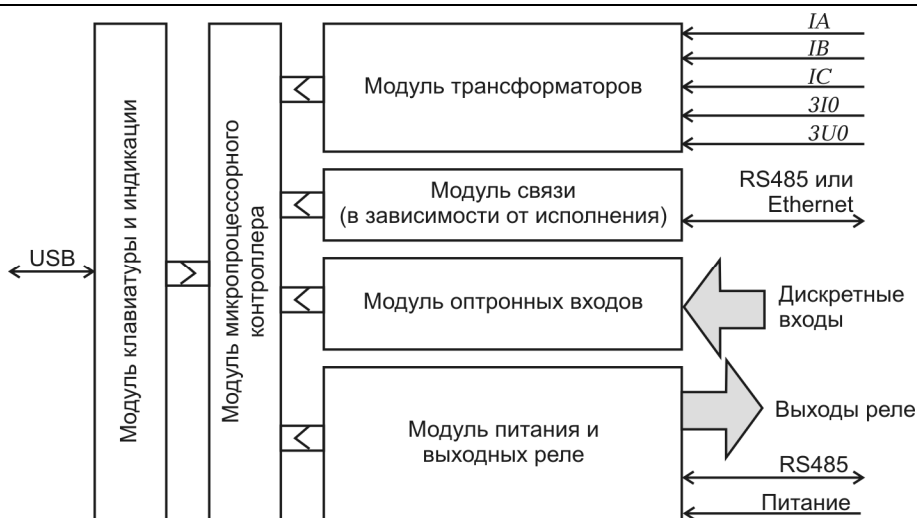 USB
Модуль клавиатуры и индикации
Модуль микропроцессорного
контроллера
Модуль трансформаторов
IA
IB
IC
3I0
3U0
Модуль связи
(в зависимости от исполнения)
RS485 или
Ethernet
Модуль оптронных входов
Дискретные
входы
Модуль питания и
выходных реле
Выходы реле
RS485
Питание